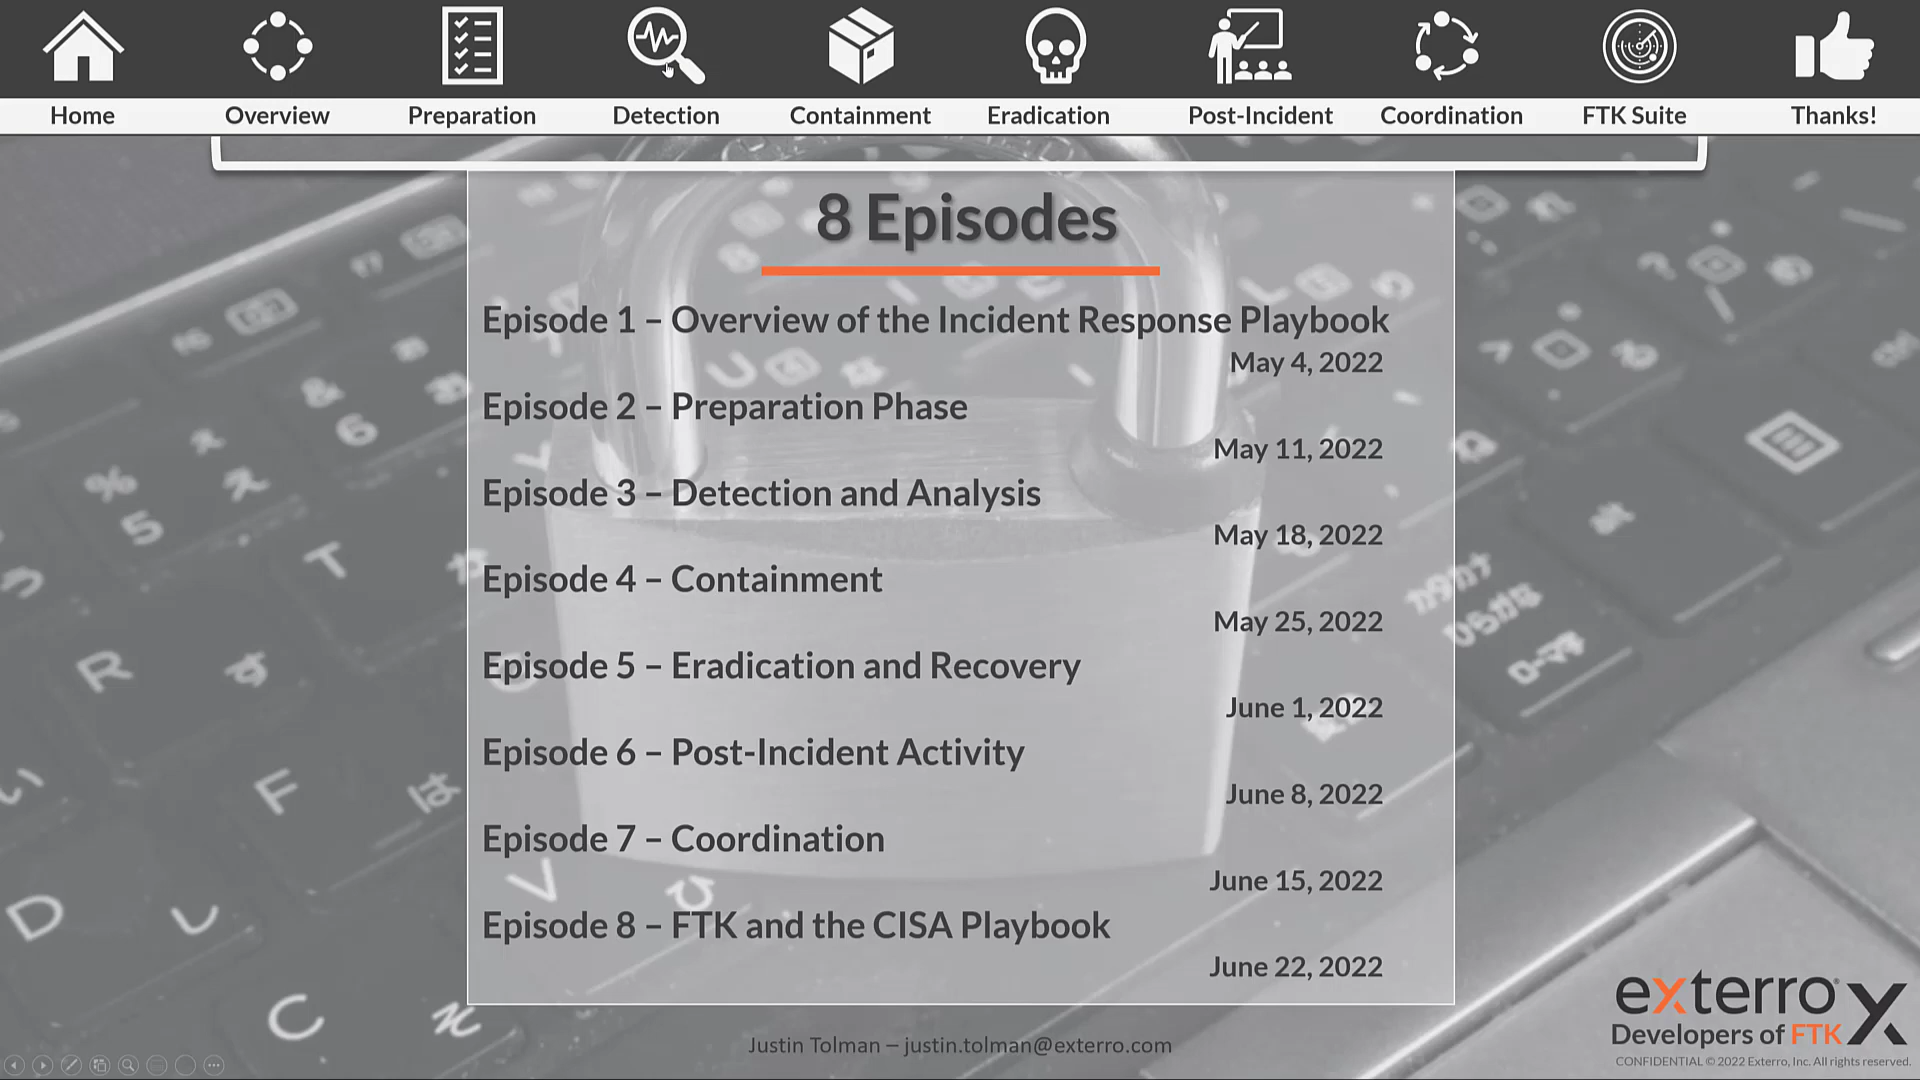 Home
Overview
Preparation
Detection
Containment
Eradication
Post-Incident
Coordination
FTK Suite
Thanks!
8 Episodes
Episode 1 – Overview of the Incident Response Playbook
May 4, 2022
Episode 2 – Preparation Phase
May 11, 2022
Episode 3 – Detection and Analysis
May 18, 2022
Episode 4 – Containment
May 25, 2022
Episode 5 – Eradication and Recovery
June 1, 2022
Episode 6 – Post-Incident Activity
June 8, 2022
Episode 7 – Coordination
June 15, 2022
Episode 8 – FTK and the CISA Playbook
June 22, 2022
Justin Tolman – justin.tolman@exterro.com
exterro® X
Developers of FTK
CONFIDENTIAL © 2022 Exterro, Inc. All rights reserved.
%
5
&
6
T
R
す
F
は
D
C
V